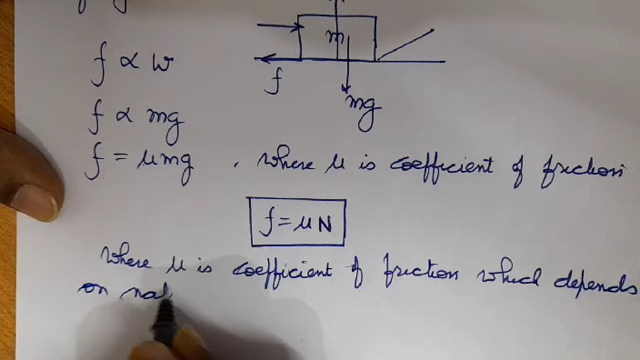 m
f ∝ w
f
mg
f ∝ mg
f = μmg , where μ is coefficient of friction
f = μN
where μ is coefficient of friction which depends
on